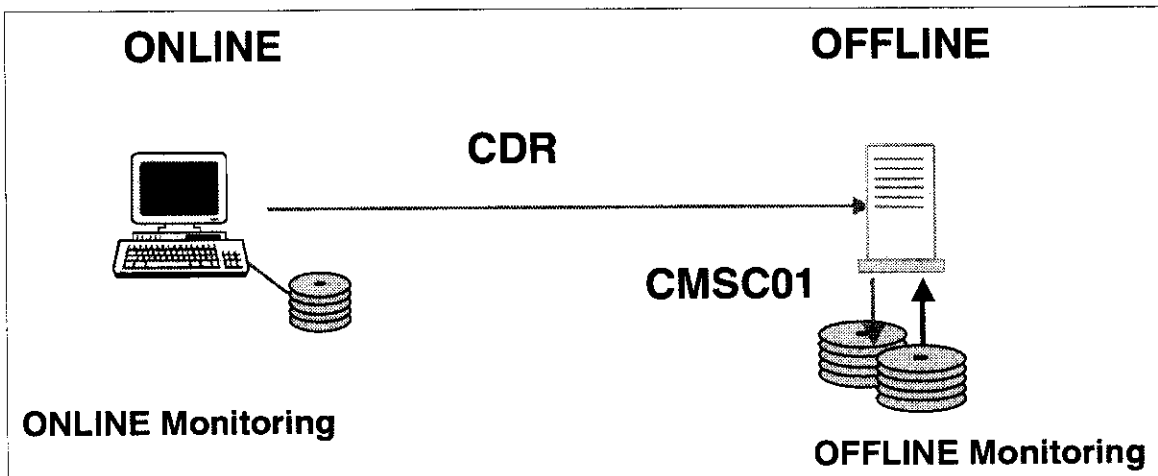 ONLINE
OFFLINE
CDR
CMSC01
ONLINE Monitoring
OFFLINE Monitoring